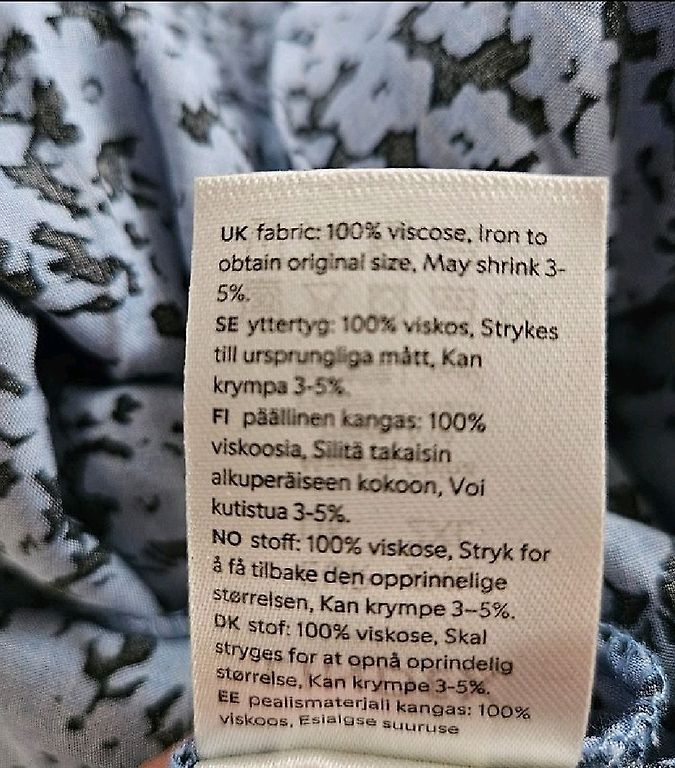 UK fabric: 100% viscose, Iron to
obtain original size, May shrink 3-
5%.
SE yttertyg: 100% viskos, Strykes
till ursprungliga mått, Kan
krympa 3-5%.
FI päällinen kangas: 100%
viskoosia, Silitä takaisin
alkuperäiseen kokoon, Voi
kutistua 3-5%.
NO stoff: 100% viskose, Stryk for
å få tilbake den opprinnelige
størrelsen, Kan krympe 3–5%.
DK stof: 100% viskose, Skal
stryges for at opnå oprindelig
størrelse, Kan krympe 3-5%.
EE pealismaterjali kangas: 100%
viskoos, Esialgse suuruse